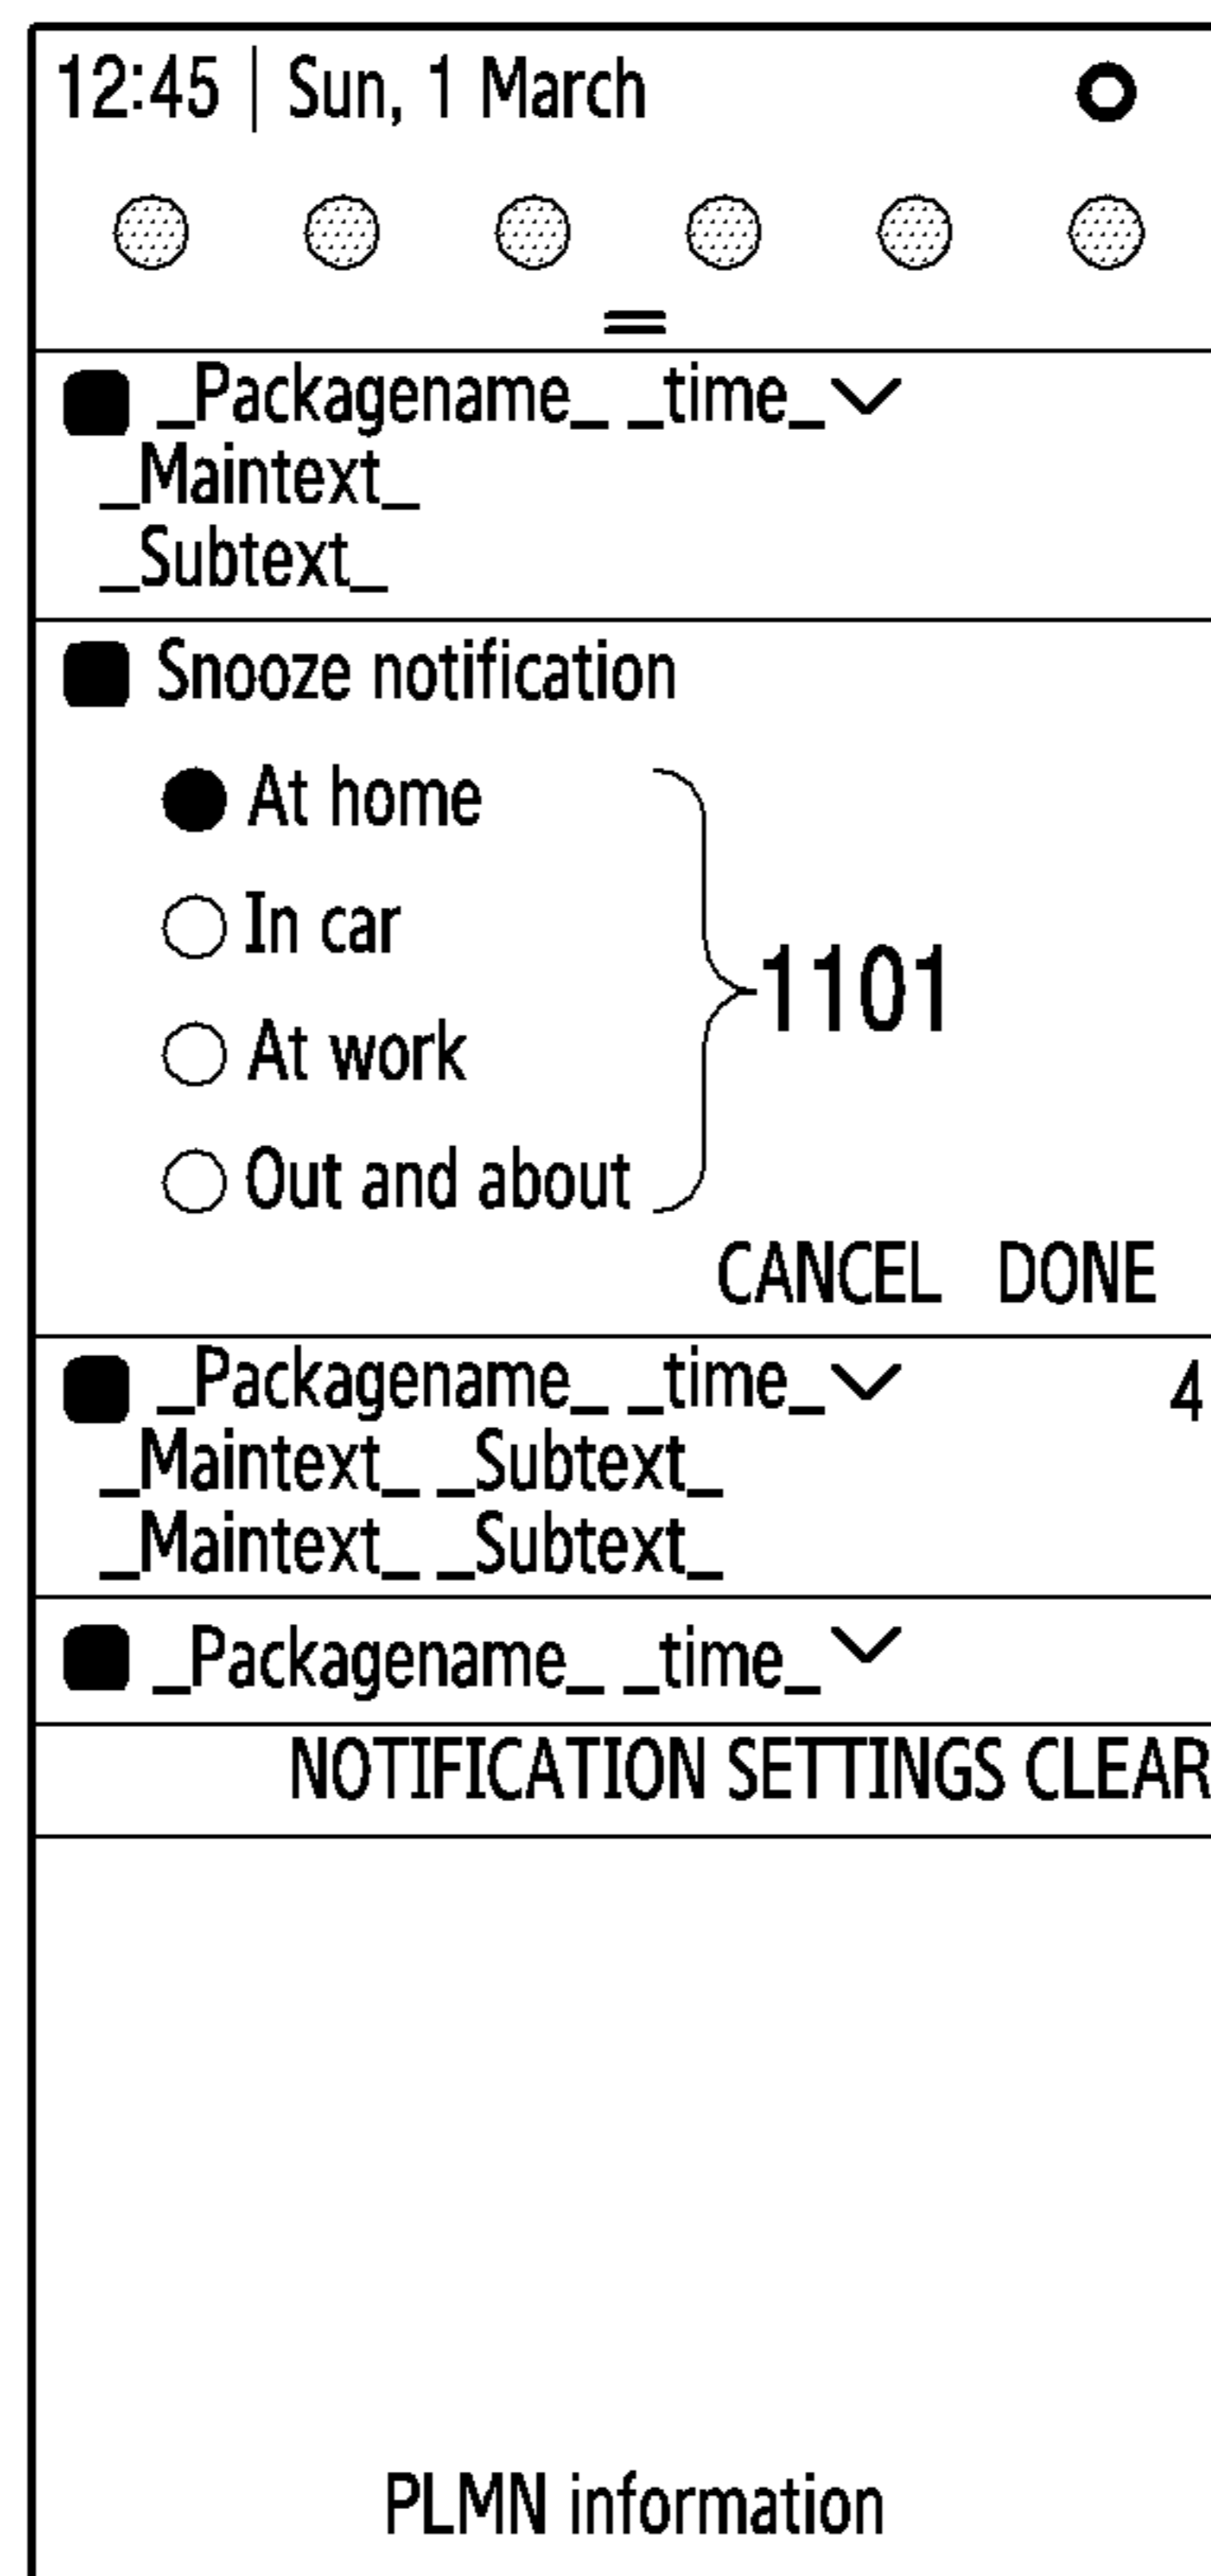 12:45 | Sun, 1 March
_Packagename_ _time_
_Maintext_
_Subtext_
Snooze notification
At home
In car
1101
At work
Out and about
CANCEL DONE
_Packagename_ _time_ 4
_Maintext_ _Subtext_
_Maintext_ _Subtext_
_Packagename_ _time_
NOTIFICATION SETTINGS CLEAR
PLMN information